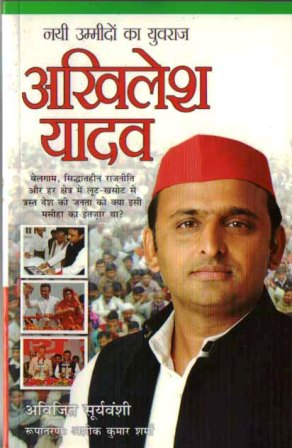 नयी उम्मीदों का युवराज
अखिलेश
यादव
बेलगाम, सिद्धांतहीन राजनीति
और हर क्षेत्र में लूट-खसोट से
त्रस्त देश की जनता को क्या इसी
मसीहा का इंतजार था?
अविजित सूर्यवंशी
रूपांतरण अशोक कुमार शर्मा